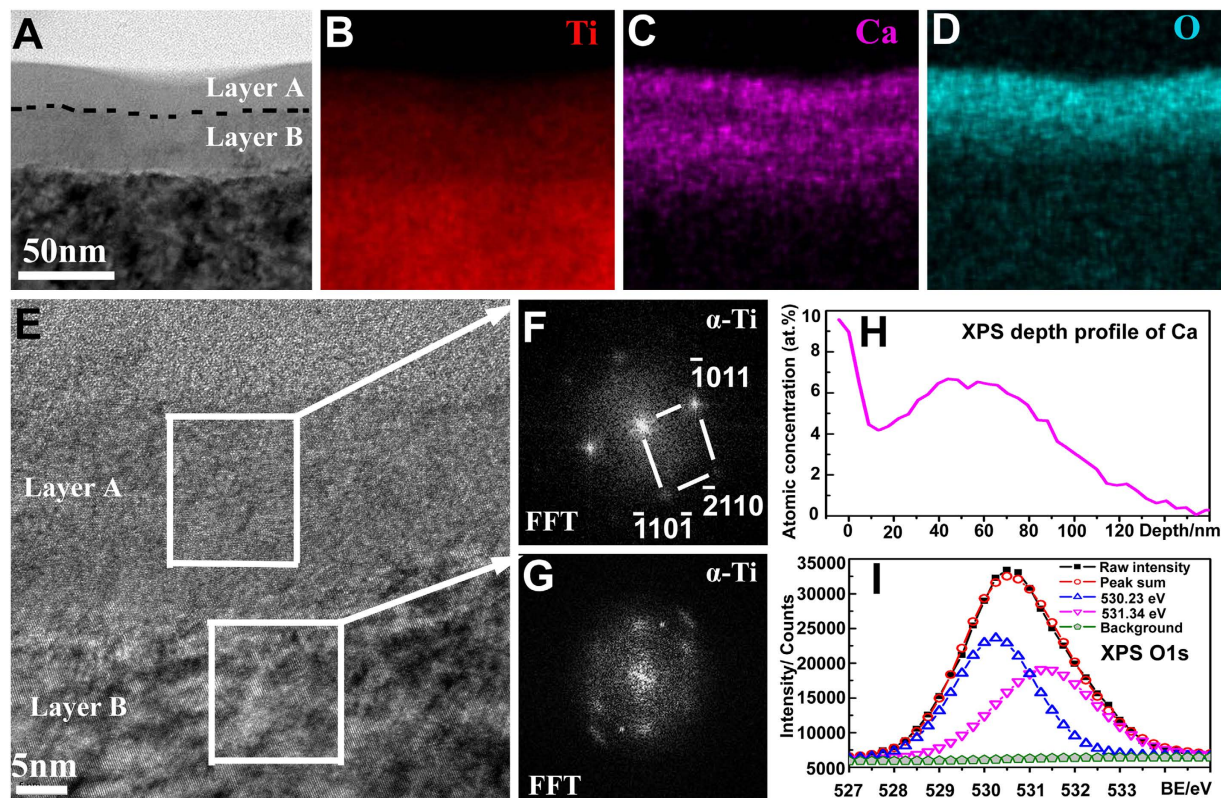 A
Layer A
Layer B
50nm
B
Ti
C
Ca
D
O
E
Layer A
Layer B
5nm
F
α-Ti
1̄011
2̄110
1̄101̄
FFT
G
α-Ti
FFT
H
XPS depth profile of Ca
Atomic concentration (at.%)
10
8
6
4
2
0
0 20 40 60 80 100 120 Depth/nm
I
Raw intensity
Peak sum
530.23 eV
531.34 eV
Background
XPS O1s
Intensity/ Counts
35000
30000
25000
20000
15000
10000
5000
527 528 529 530 531 532 533 BE/eV